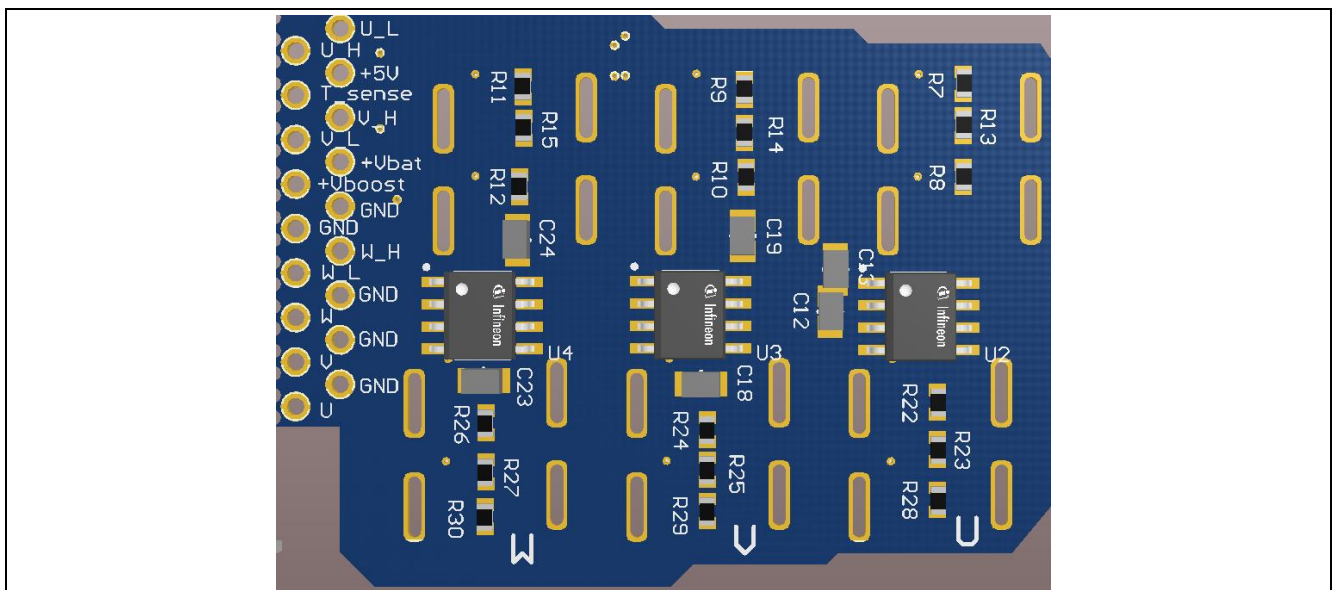 U_L
U_H
+5V
T_sense
V_H
V_L
+Vbat
+Vboost
GND
GND
W_H
W_L
GND
W
GND
V
GND
U
R11
R15
R12
C24
Infineon
U4
C23
R26
R27
R30
W
R9
R14
R10
C19
Infineon
U3
C18
R24
R25
R29
V
R7
R13
R8
C13
C12
Infineon
U2
R22
R23
R28
U